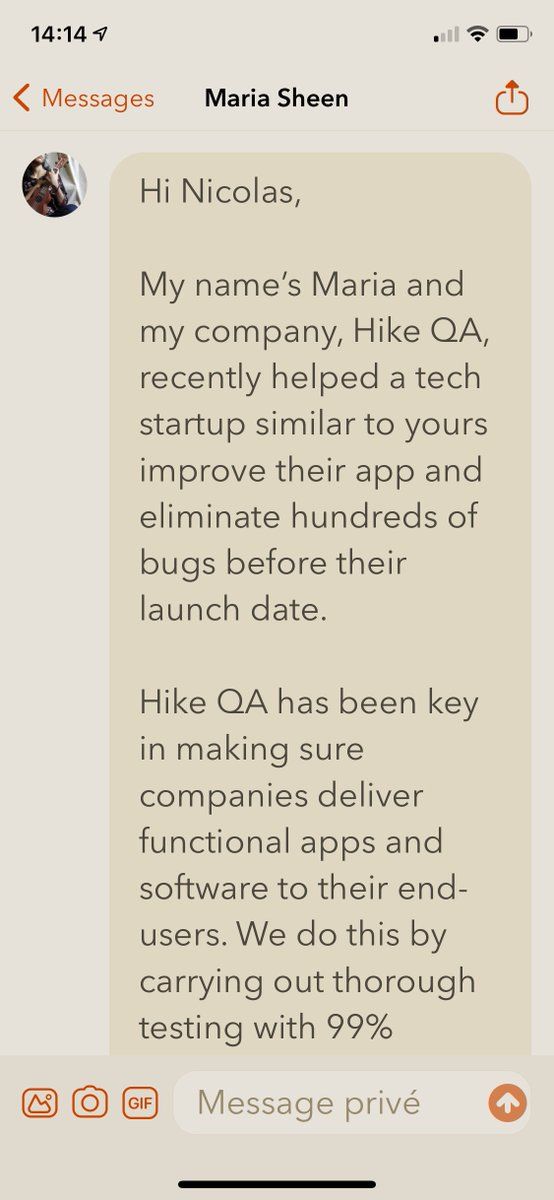 14:14
Messages
Maria Sheen
Hi Nicolas,
My name’s Maria and
my company, Hike QA,
recently helped a tech
startup similar to yours
improve their app and
eliminate hundreds of
bugs before their
launch date.
Hike QA has been key
in making sure
companies deliver
functional apps and
software to their end-
users. We do this by
carrying out thorough
testing with 99%
GIF
Message privé